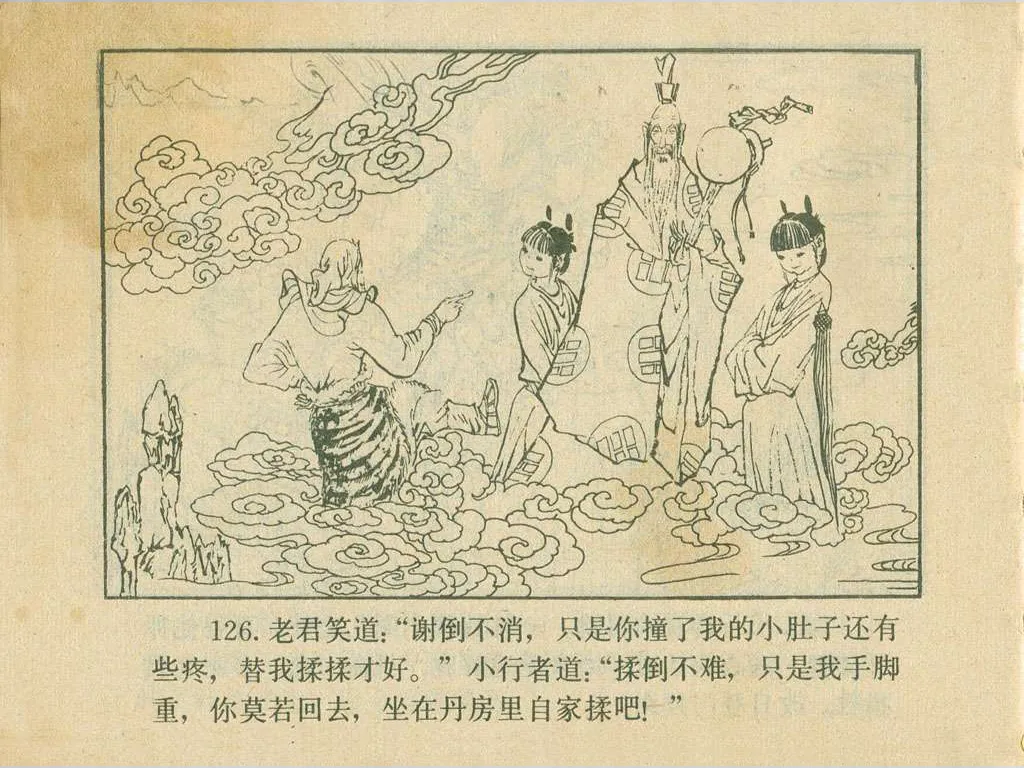 126. 老君笑道：“谢倒不消，只是你撞了我的小肚子还有
些疼，替我揉揉才好。” 小行者道：“揉倒不难，只是我手脚
重，你莫若回去，坐在丹房里自家揉吧！”